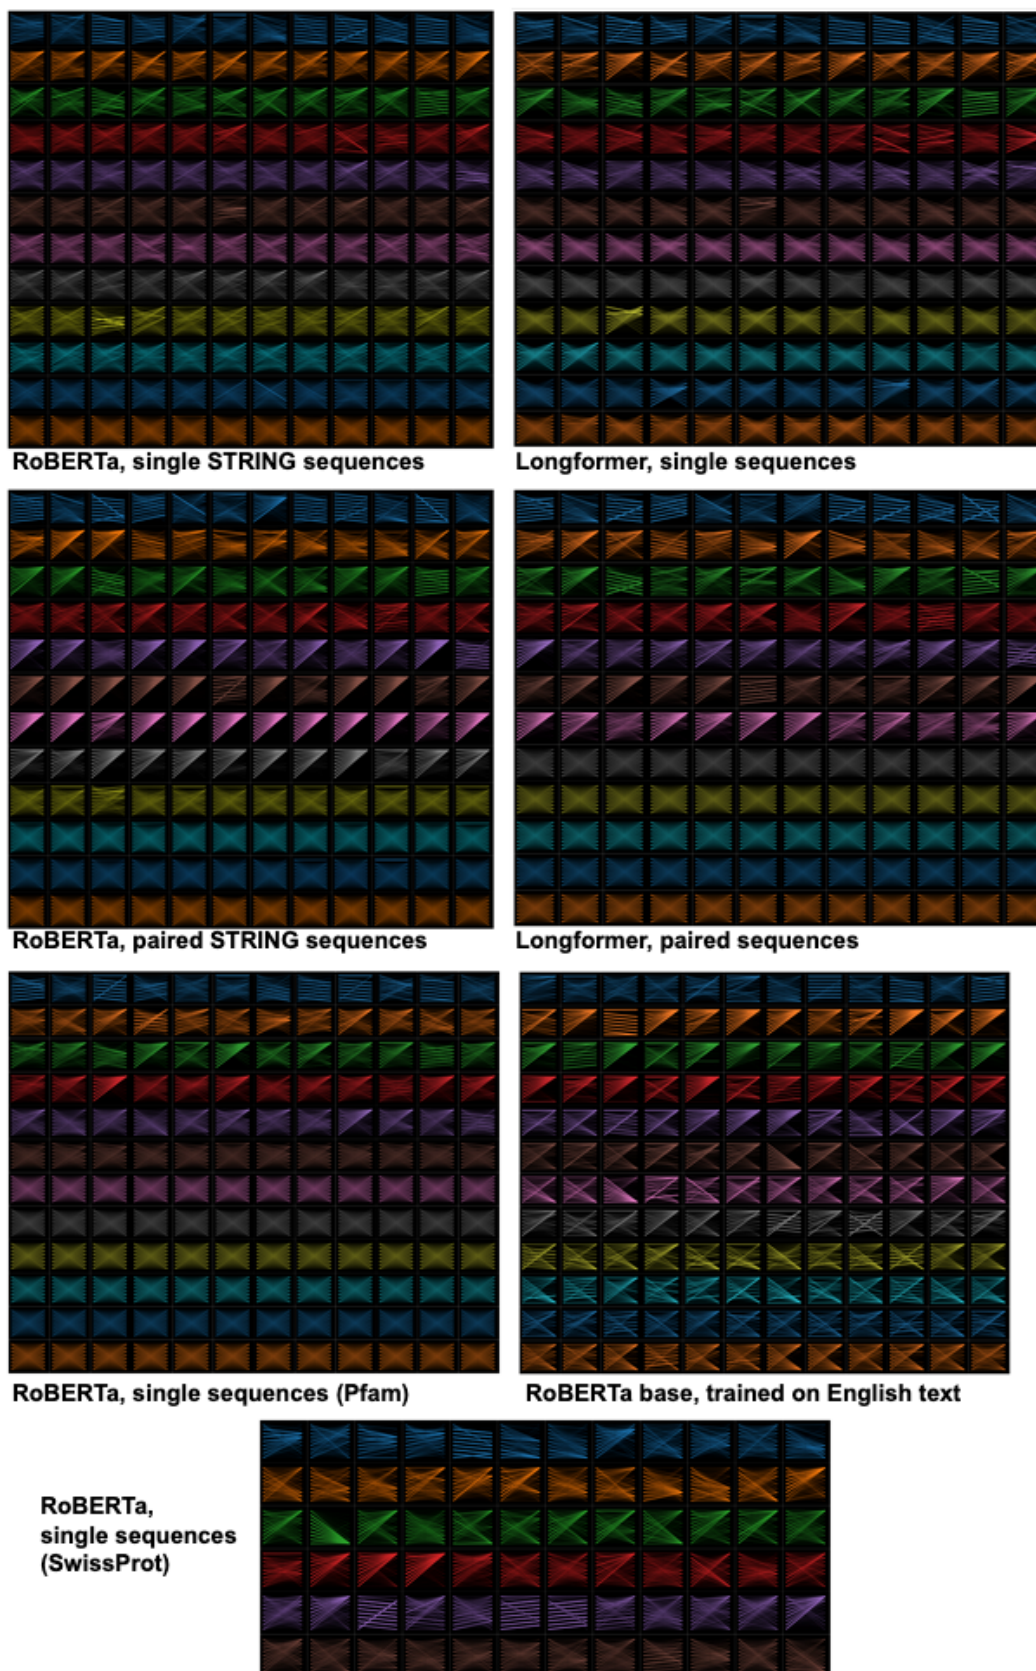 RoBERTa, single STRING sequences
Longformer, single sequences
RoBERTa, paired STRING sequences
Longformer, paired sequences
RoBERTa, single sequences (Pfam)
RoBERTa base, trained on English text
RoBERTa,
single sequences
(SwissProt)